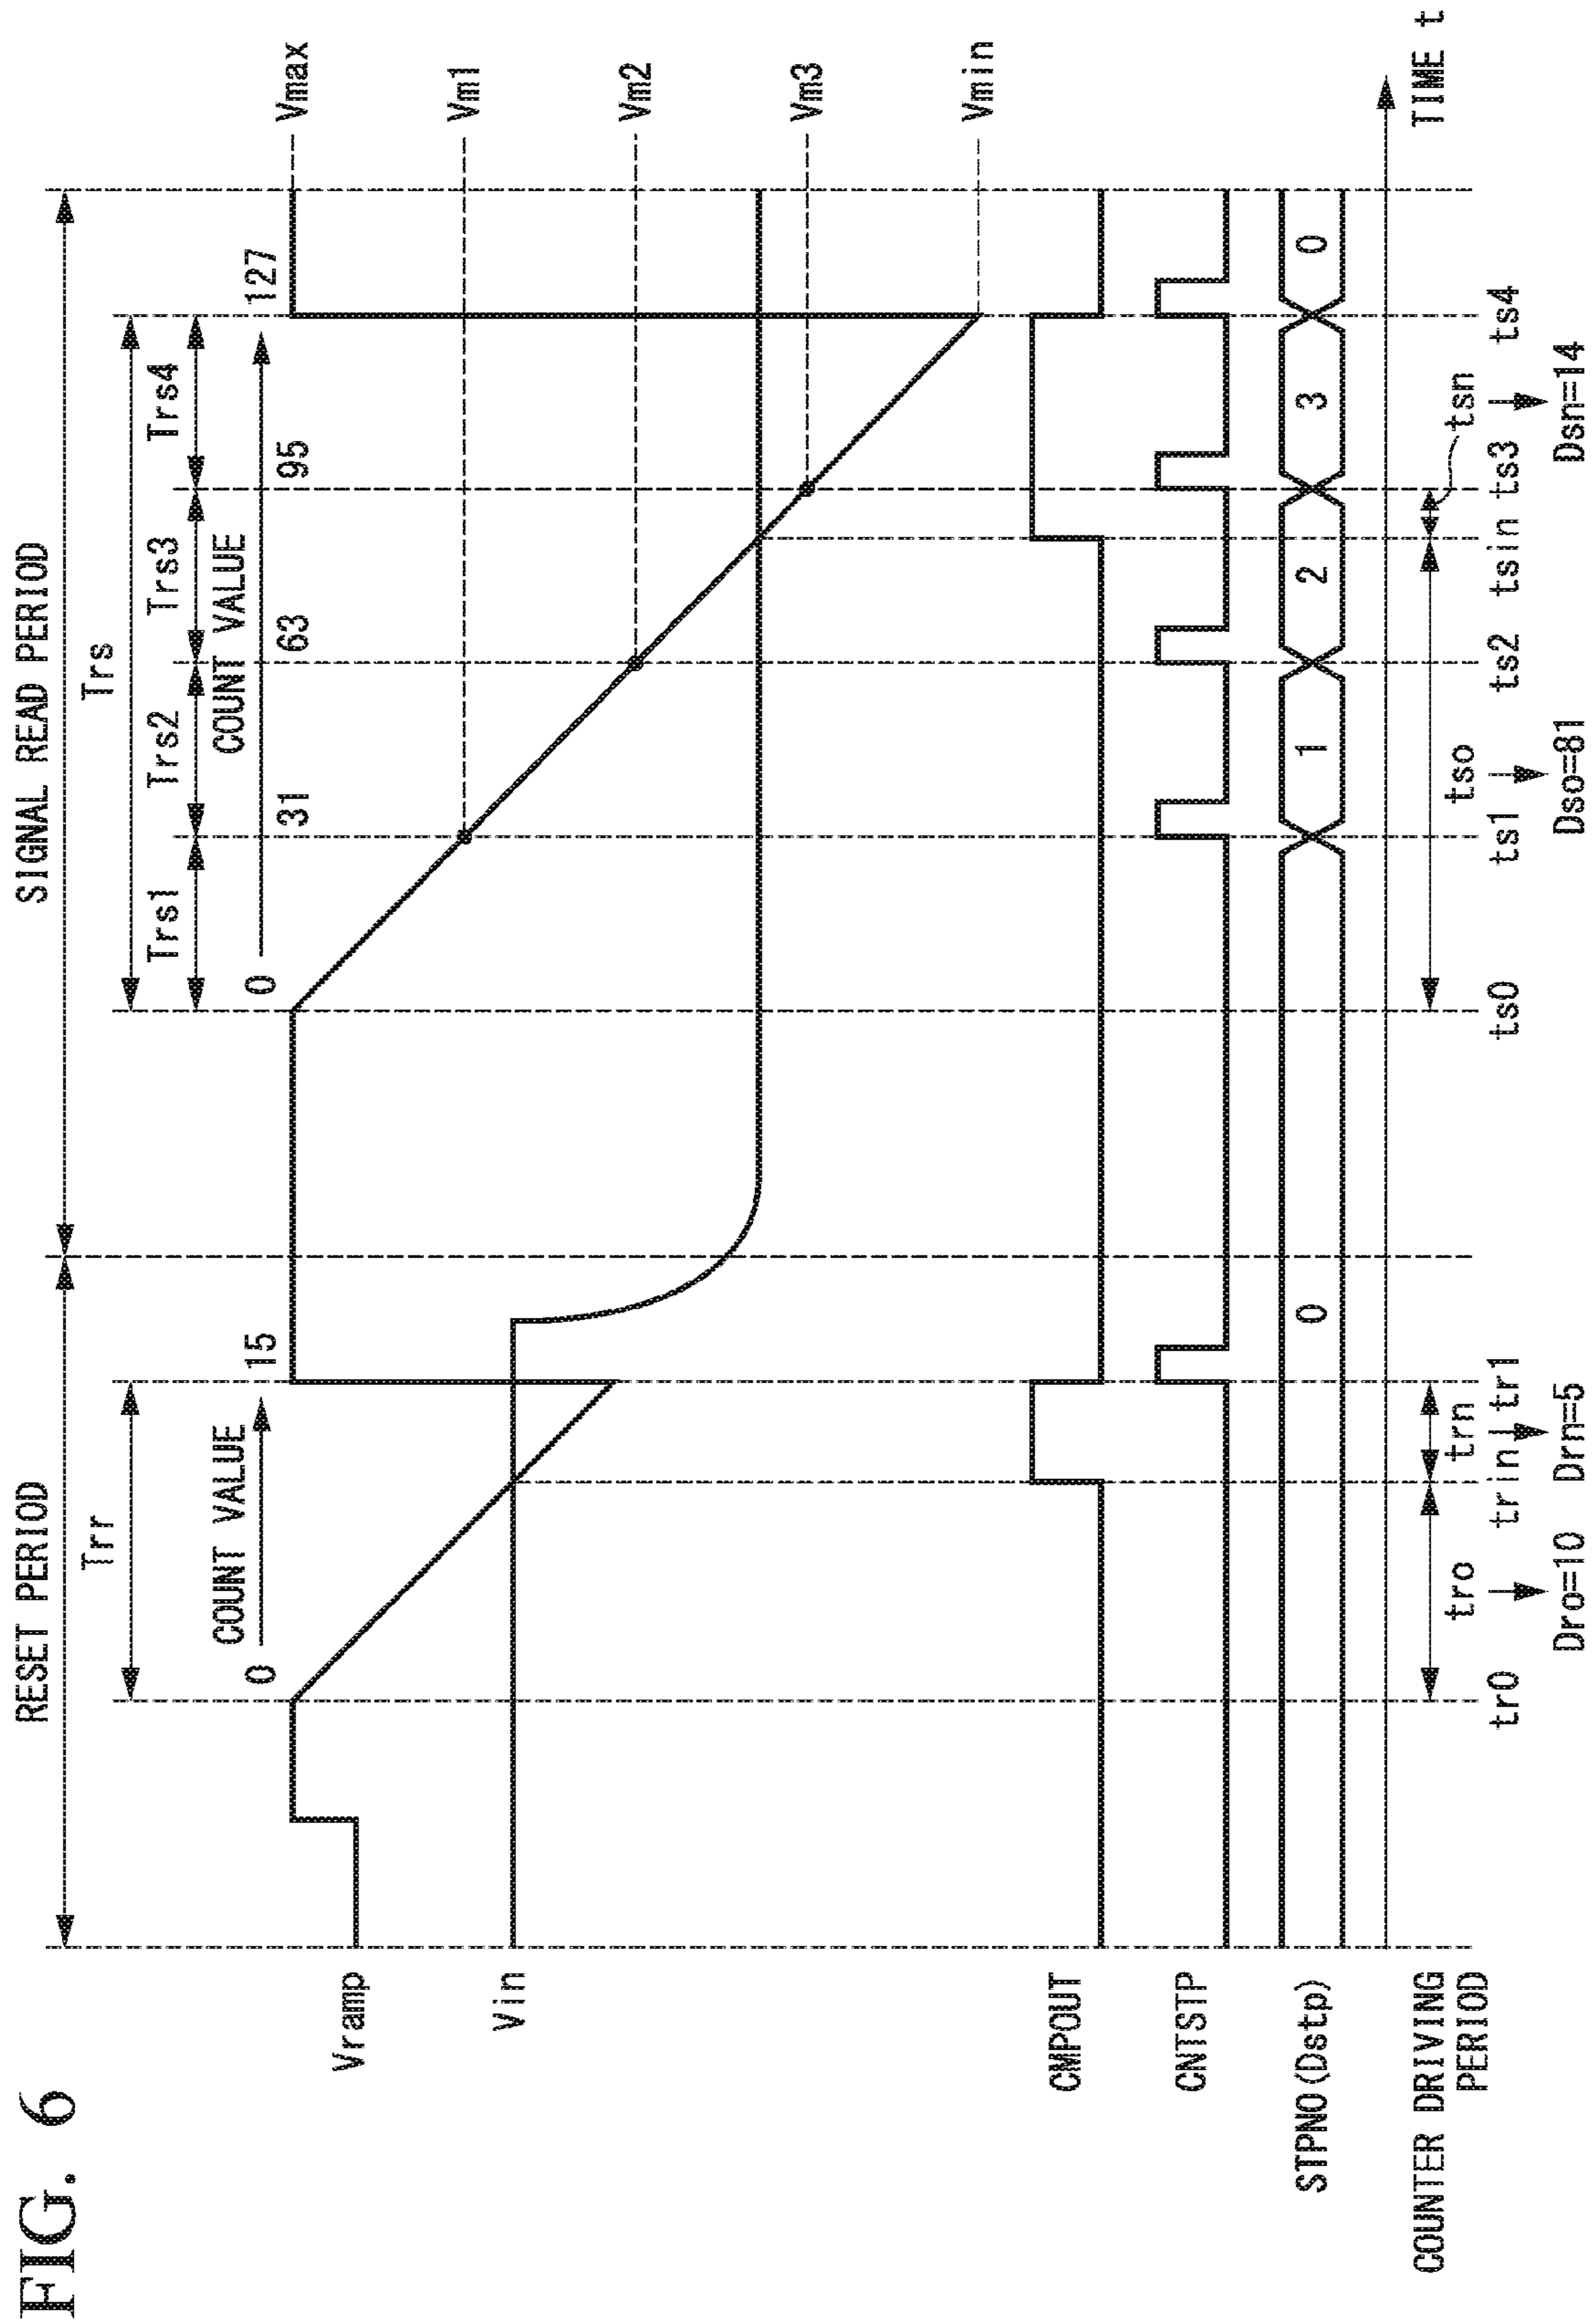 FIG. 6
RESET PERIOD
SIGNAL READ PERIOD
Trr
Trs
Trs1
Trs2
Trs3
Trs4
COUNT VALUE
COUNT VALUE
0
15
0
127
31
63
95
Vramp
Vmax
Vm1
Vin
Vm2
Vm3
Vmin
CMPOUT
CNTSTP
STPNO(Dstp)
0
1
2
3
0
TIME t
COUNTER DRIVING
PERIOD
tro
trn
tso
tsn
tr0
trin
tr1
ts0
ts1
ts2
tsin
ts3
ts4
Dro=10
Drn=5
Dso=81
Dsn=14